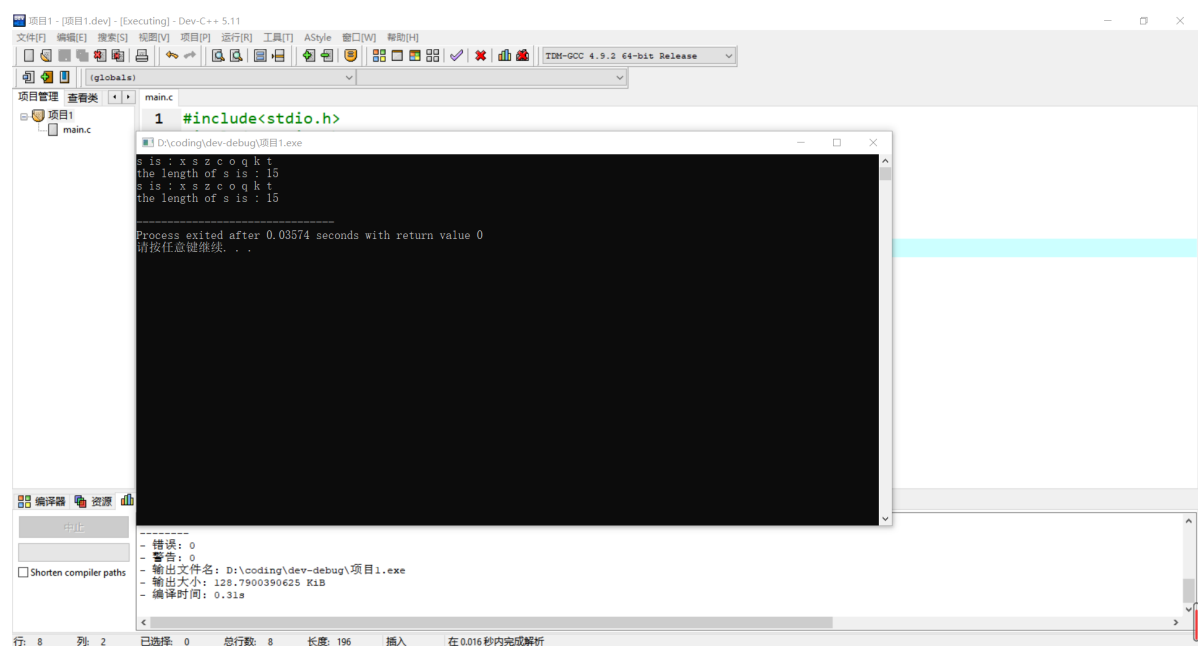 项目1 - [项目1.dev] - [Executing] - Dev-C++ 5.11
文件[F] 编辑[E] 搜索[S] 视图[V] 项目[P] 运行[R] 工具[T] AStyle 窗口[W] 帮助[H]
TDM-GCC 4.9.2 64-bit Release
(globals)
项目管理 查看类 main.c
项目1
main.c
1 #include<stdio.h>
D:\coding\dev-debug\项目1.exe
s is : x s z c o q k t
the length of s is : 15
s is : x s z c o q k t
the length of s is : 15
--------------------------------
Process exited after 0.03574 seconds with return value 0
请按任意键继续. . .
编译器 资源
中止
Shorten compiler paths
--------
- 错误: 0
- 警告: 0
- 输出文件名: D:\coding\dev-debug\项目1.exe
- 输出大小: 128.7900390625 KiB
- 编译时间: 0.31s
行: 8 列: 2 已选择: 0 总行数: 8 长度: 196 插入 在 0.016 秒内完成解析